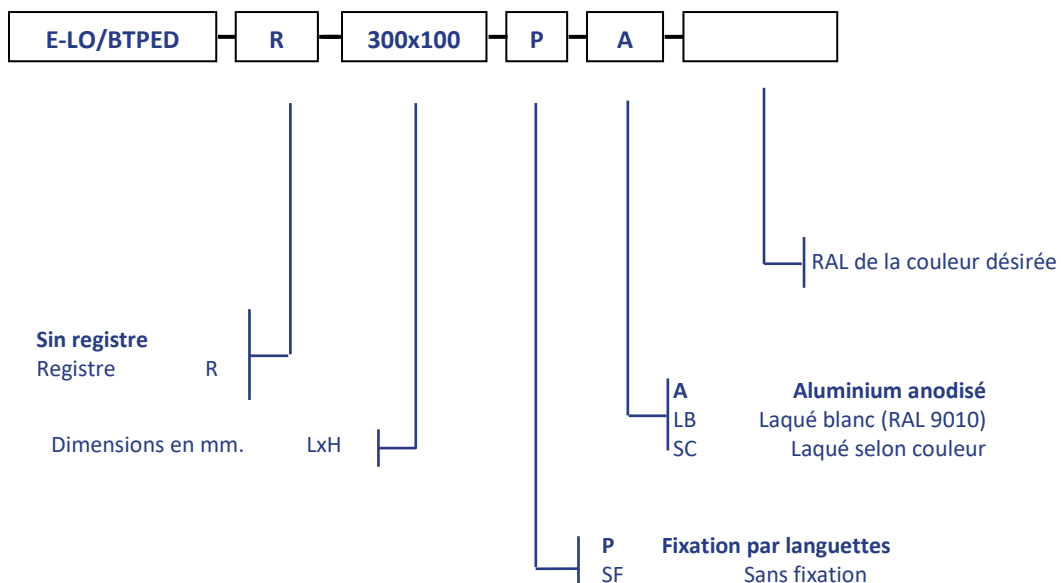 E-LO/BTPED R 300x100 P A
RAL de la couleur désirée
Sin registre
Registre R
A Aluminium anodisé
LB Laqué blanc (RAL 9010)
SC Laqué selon couleur
Dimensions en mm. LxH
P Fixation par languettes
SF Sans fixation